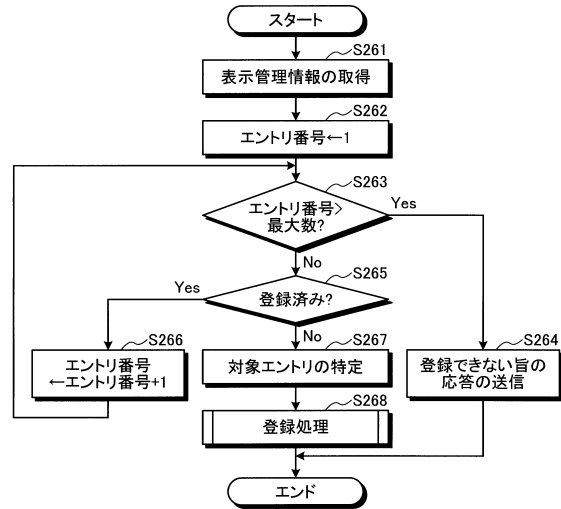 スタート
S261
表示管理情報の取得
S262
エントリ番号←1
S263
エントリ番号>
最大数?
Yes
No
S265
登録済み?
Yes
No
S266
エントリ番号
←エントリ番号+1
S267
対象エントリの特定
S264
登録できない旨の
応答の送信
S268
登録処理
エンド